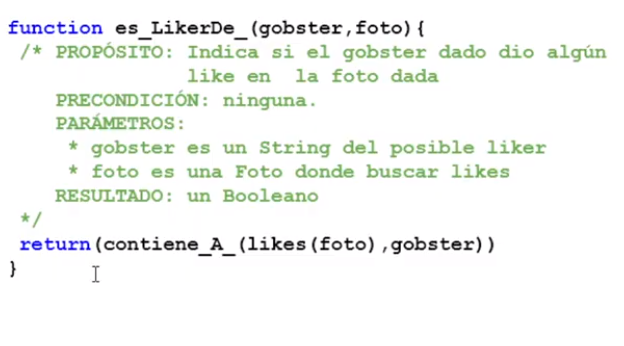 function es_LikerDe_(gobster,foto){
/* PROPÓSITO: Indica si el gobster dado dio algún
like en la foto dada
PRECONDICIÓN: ninguna.
PARÁMETROS:
* gobster es un String del posible liker
* foto es una Foto donde buscar likes
RESULTADO: un Booleano
*/
return(contiene_A_(likes(foto),gobster))
}